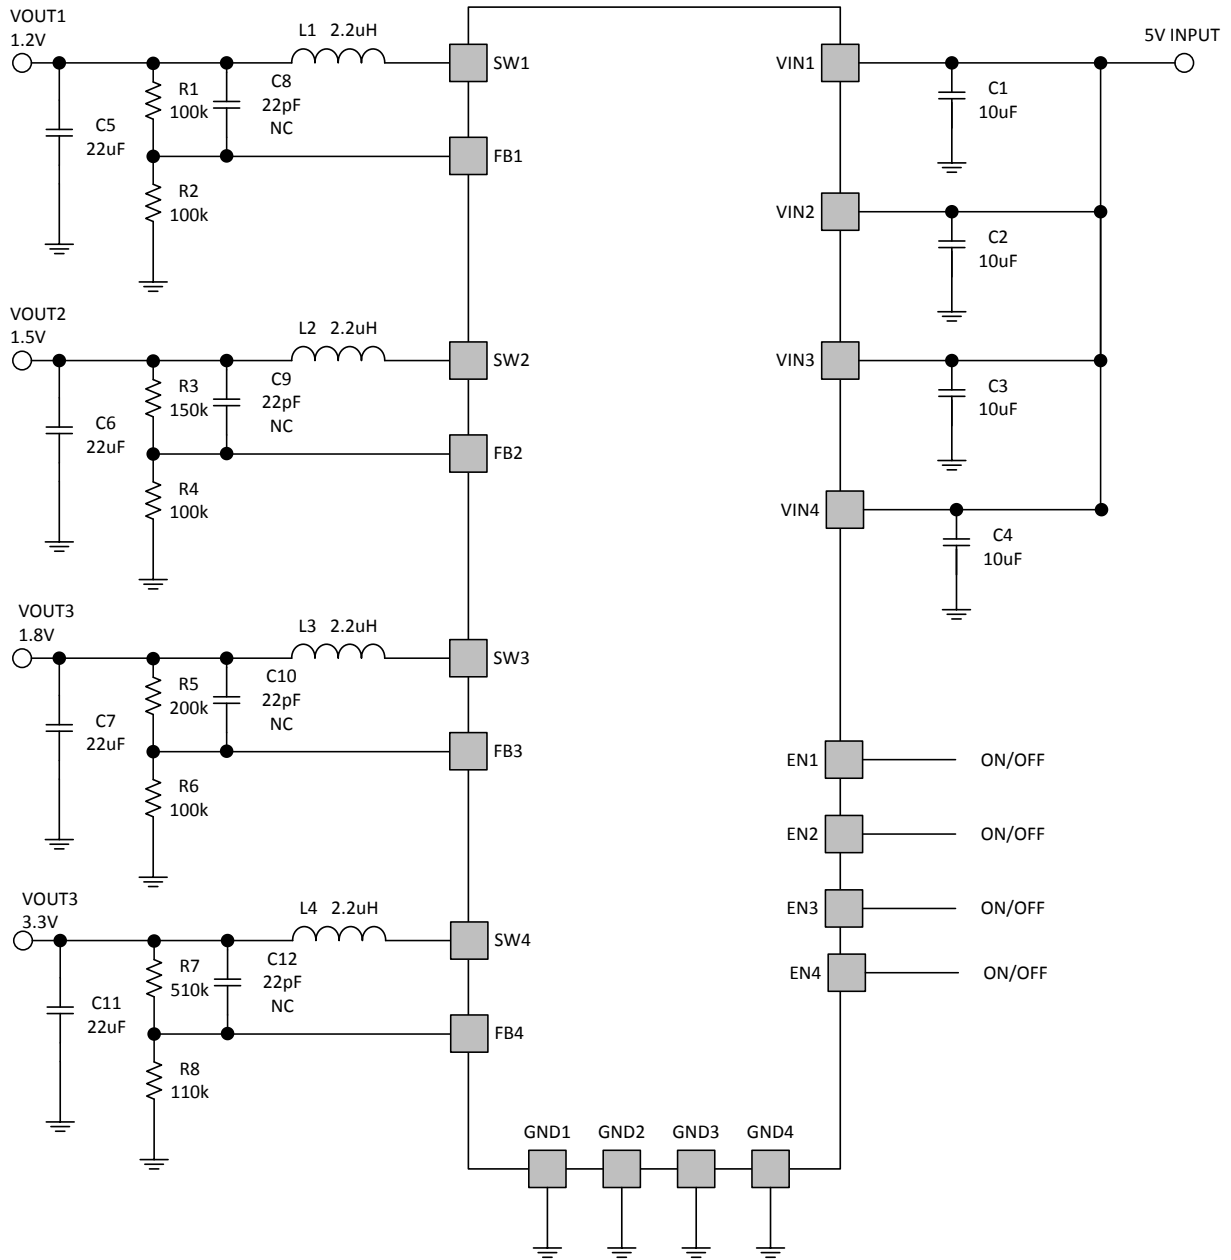 VOUT1
1.2V
L1 2.2uH
SW1
VIN1
5V INPUT
R1
100k
C8
22pF
NC
C1
10uF
C5
22uF
FB1
R2
100k
VIN2
C2
10uF
VOUT2
1.5V
L2 2.2uH
SW2
VIN3
R3
150k
C9
22pF
NC
C3
10uF
C6
22uF
FB2
R4
100k
VIN4
C4
10uF
VOUT3
1.8V
L3 2.2uH
SW3
R5
200k
C10
22pF
NC
C7
22uF
FB3
EN1
ON/OFF
R6
100k
EN2
ON/OFF
VOUT3
3.3V
L4 2.2uH
SW4
EN3
ON/OFF
R7
510k
C12
22pF
NC
EN4
ON/OFF
C11
22uF
FB4
R8
110k
GND1
GND2
GND3
GND4